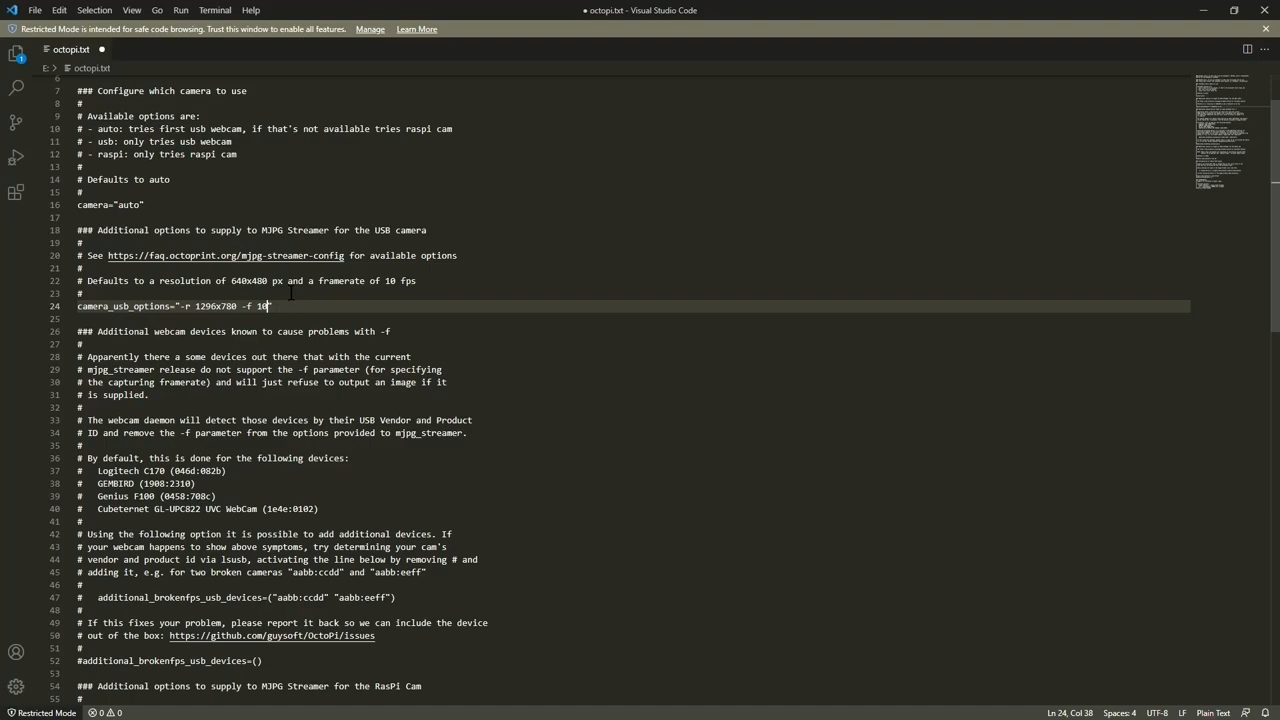 File Edit Selection View Go Run Terminal Help
● octopi.txt - Visual Studio Code
Restricted Mode is intended for safe code browsing. Trust this window to enable all features. Manage Learn More
octopi.txt ●
E: > octopi.txt
1
6
7 ### Configure which camera to use
8 #
9 # Available options are:
10 # - auto: tries first usb webcam, if that's not available tries raspi cam
11 # - usb: only tries usb webcam
12 # - raspi: only tries raspi cam
13 #
14 # Defaults to auto
15 #
16 camera="auto"
17
18 ### Additional options to supply to MJPG Streamer for the USB camera
19 #
20 # See https://faq.octoprint.org/mjpg-streamer-config for available options
21 #
22 # Defaults to a resolution of 640x480 px and a framerate of 10 fps
23 #
24 camera_usb_options="-r 1296x780 -f 10"
25
26 ### Additional webcam devices known to cause problems with -f
27 #
28 # Apparently there a some devices out there that with the current
29 # mjpg_streamer release do not support the -f parameter (for specifying
30 # the capturing framerate) and will just refuse to output an image if it
31 # is supplied.
32 #
33 # The webcam daemon will detect those devices by their USB Vendor and Product
34 # ID and remove the -f parameter from the options provided to mjpg_streamer.
35 #
36 # By default, this is done for the following devices:
37 #   Logitech C170 (046d:082b)
38 #   GEMBIRD (1908:2310)
39 #   Genius F100 (0458:708c)
40 #   Cubeternet GL-UPC822 UVC WebCam (1e4e:0102)
41 #
42 # Using the following option it is possible to add additional devices. If
43 # your webcam happens to show above symptoms, try determining your cam's
44 # vendor and product id via lsusb, activating the line below by removing # and
45 # adding it, e.g. for two broken cameras "aabb:ccdd" and "aabb:eeff"
46 #
47 #   additional_brokenfps_usb_devices=("aabb:ccdd" "aabb:eeff")
48 #
49 # If this fixes your problem, please report it back so we can include the device
50 # out of the box: https://github.com/guysoft/OctoPi/issues
51 #
52 #additional_brokenfps_usb_devices=()
53
54 ### Additional options to supply to MJPG Streamer for the RasPi Cam
55 #
Restricted Mode 0 0 Ln 24, Col 38 Spaces: 4 UTF-8 LF Plain Text